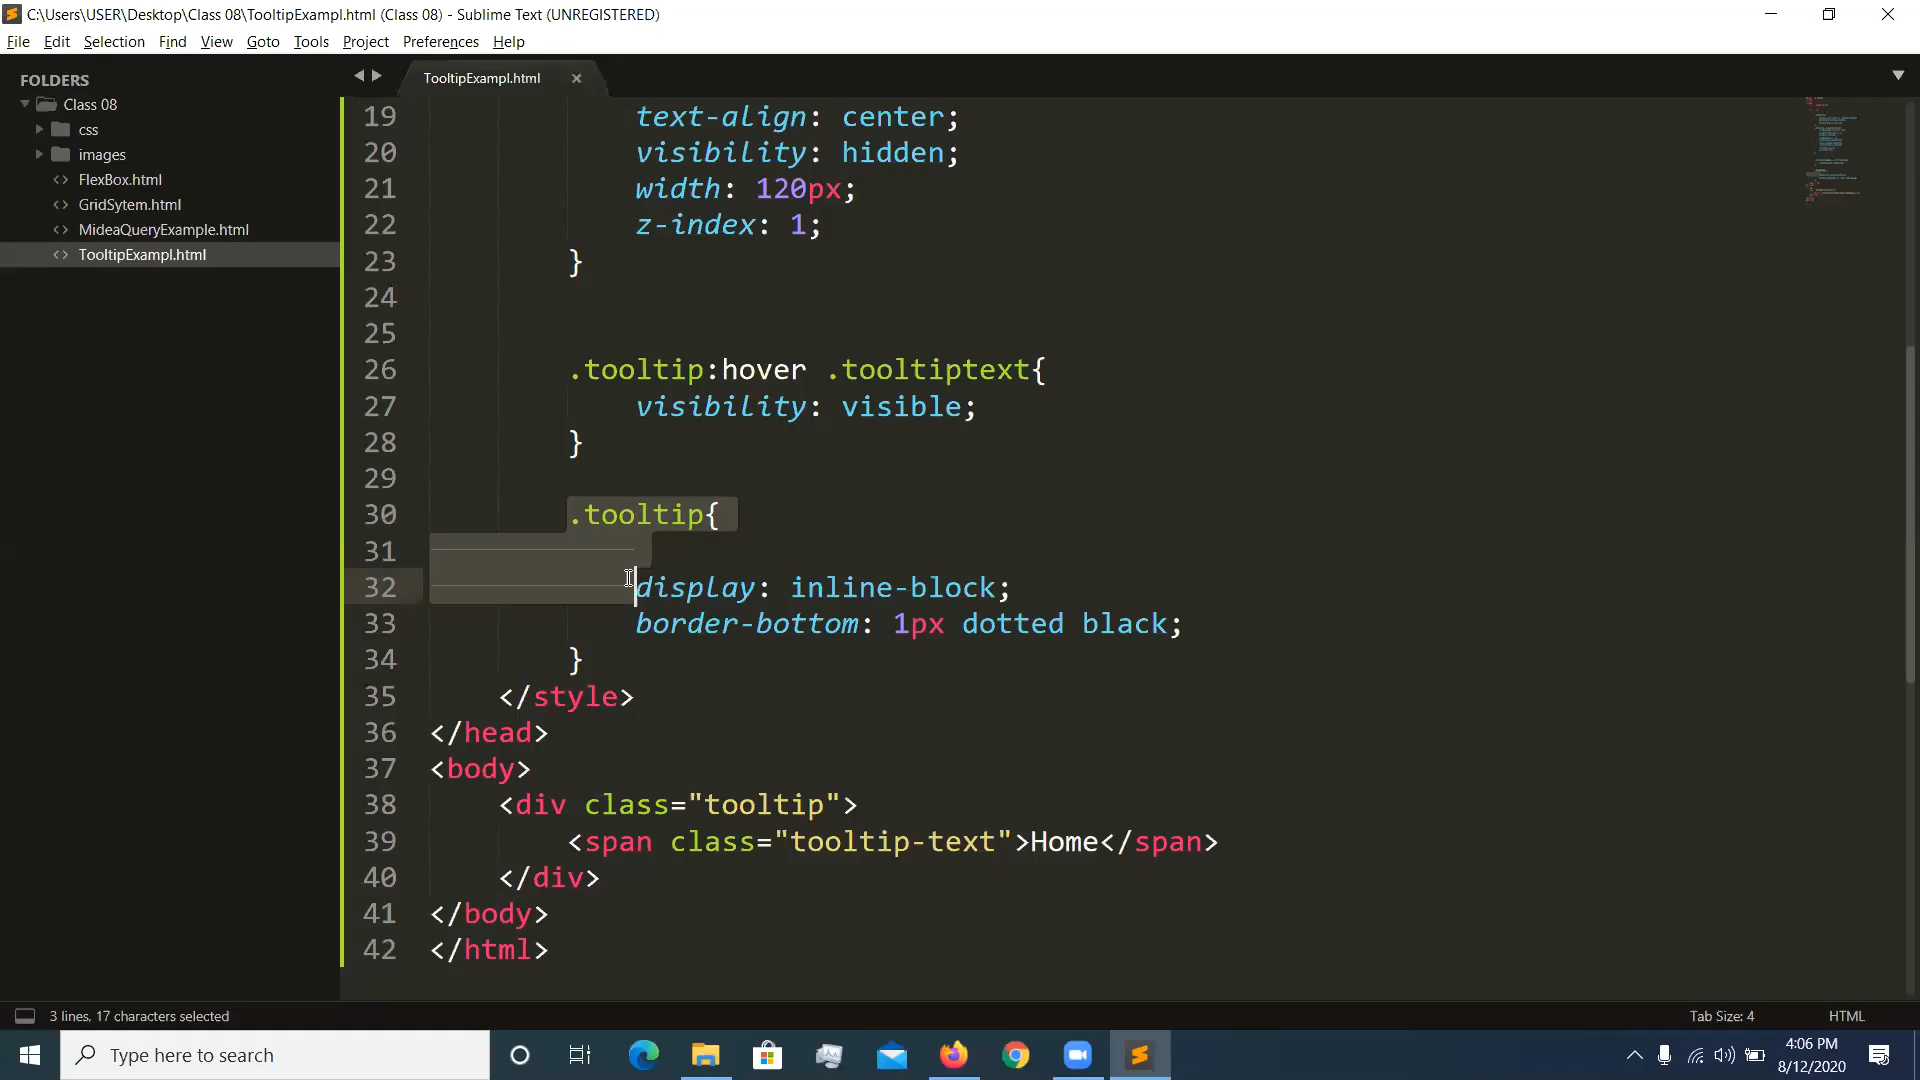 C:\Users\USER\Desktop\Class 08\TooltipExampl.html (Class 08) - Sublime Text (UNREGISTERED)
File Edit Selection Find View Goto Tools Project Preferences Help
FOLDERS
Class 08
css
images
FlexBox.html
GridSytem.html
MideaQueryExample.html
TooltipExampl.html
TooltipExampl.html
19 text-align: center;
20 visibility: hidden;
21 width: 120px;
22 z-index: 1;
23 }
24
25
26 .tooltip:hover .tooltiptext{
27 visibility: visible;
28 }
29
30 .tooltip{
31
32 display: inline-block;
33 border-bottom: 1px dotted black;
34 }
35 </style>
36 </head>
37 <body>
38 <div class="tooltip">
39 <span class="tooltip-text">Home</span>
40 </div>
41 </body>
42 </html>
3 lines, 17 characters selected
Tab Size: 4
HTML
Type here to search
4:06 PM
8/12/2020